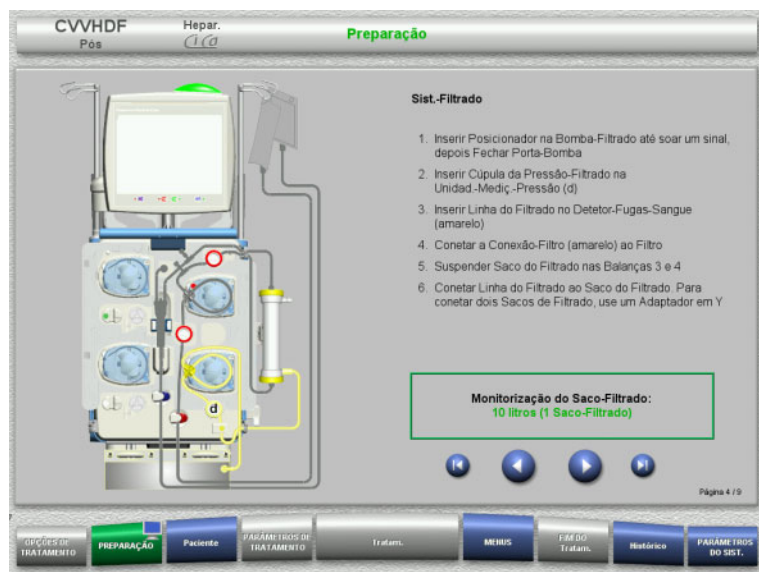 CVVHDF
Pós
Hepar.
CiCa
Preparação
Sist.-Filtrado
1. Inserir Posicionador na Bomba-Filtrado até soar um sinal,
depois Fechar Porta-Bomba
2. Inserir Cúpula da Pressão-Filtrado na
Unidad.-Mediç.-Pressão (d)
3. Inserir Linha do Filtrado no Detetor-Fugas-Sangue
(amarelo)
4. Conetar a Conexão-Filtro (amarelo) ao Filtro
5. Suspender Saco do Filtrado nas Balanças 3 e 4
6. Conetar Linha do Filtrado ao Saco do Filtrado. Para
conetar dois Sacos de Filtrado, use um Adaptador em Y
d
Monitorização do Saco-Filtrado:
10 litros (1 Saco-Filtrado)
Página 4 / 9
OPÇÕES DE
TRATAMENTO
PREPARAÇÃO
Paciente
PARÂMETROS DE
TRATAMENTO
Tratam.
MENUS
FIM DO
Tratam.
Histórico
PARÂMETROS
DO SIST.